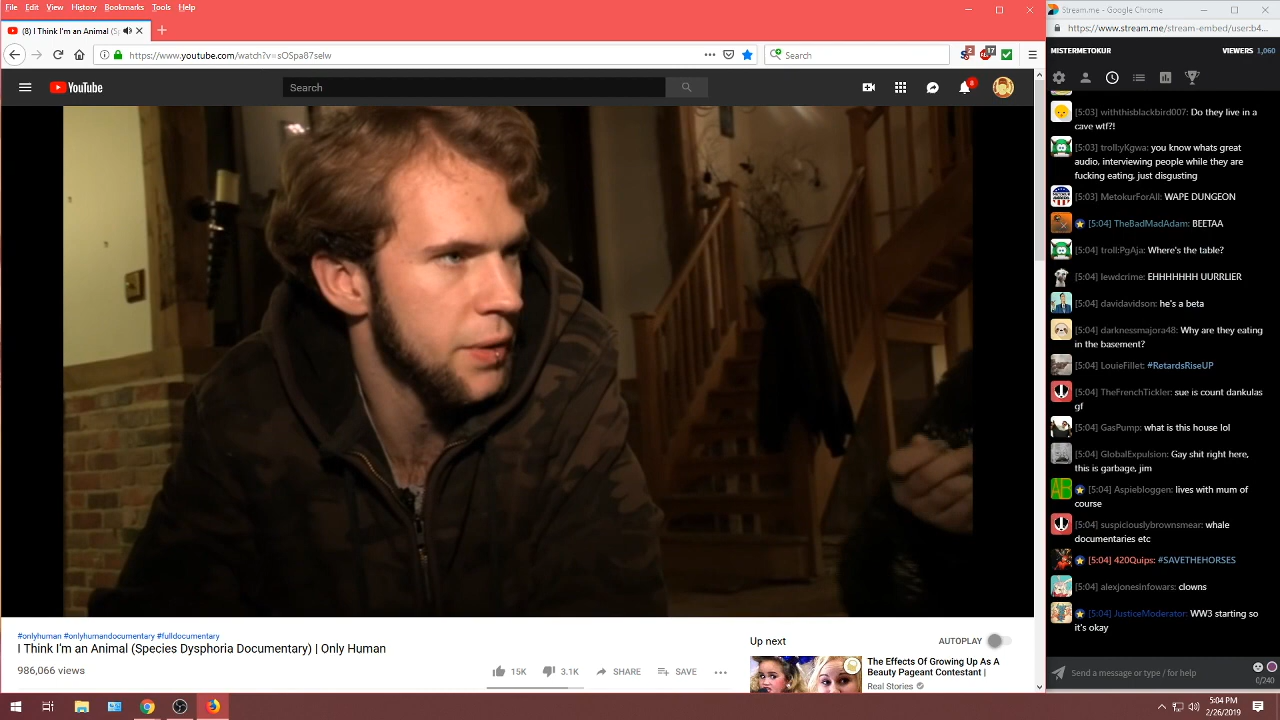 File Edit View History Bookmarks Tools Help
(8) I Think I'm an Animal (Sp
https://www.youtube.com/watch?v=sOSpa87selw
Search
2
17
YouTube
Search
8
#onlyhuman #onlyhumandocumentary #fulldocumentary
I Think I'm an Animal (Species Dysphoria Documentary) | Only Human
986,066 views
15K 3.1K SHARE SAVE
Up next
AUTOPLAY
The Effects Of Growing Up As A
Beauty Pageant Contestant |
Real Stories
Stream.me - Google Chrome
https://www.stream.me/stream-embed/user:b4...
MISTERMETOKUR VIEWERS 1,060
[5:03] withthisblackbird007: Do they live in a
cave wtf?!
[5:03] troll:yKgwa: you know whats great
audio, interviewing people while they are
fucking eating, just disgusting
[5:03] MetokurForAll: WAPE DUNGEON
[5:04] TheBadMadAdam: BEETAA
[5:04] troll:PgAja: Where's the table?
[5:04] lewdcrime: EHHHHHHH UURRLIER
[5:04] davidavidson: he's a beta
[5:04] darknessmajora48: Why are they eating
in the basement?
[5:04] LouieFillet: #RetardsRiseUP
[5:04] TheFrenchTickler: sue is count dankulas
gf
[5:04] GasPump: what is this house lol
[5:04] GlobalExpulsion: Gay shit right here,
this is garbage, jim
[5:04] Aspiebloggen: lives with mum of
course
[5:04] suspiciouslybrownsmear: whale
documentaries etc
[5:04] 420Quips: #SAVETHEHORSES
[5:04] alexjonesinfowars: clowns
[5:04] JusticeModerator: WW3 starting so
it's okay
Send a message or type / for help
0/240
5:04 PM
2/26/2019